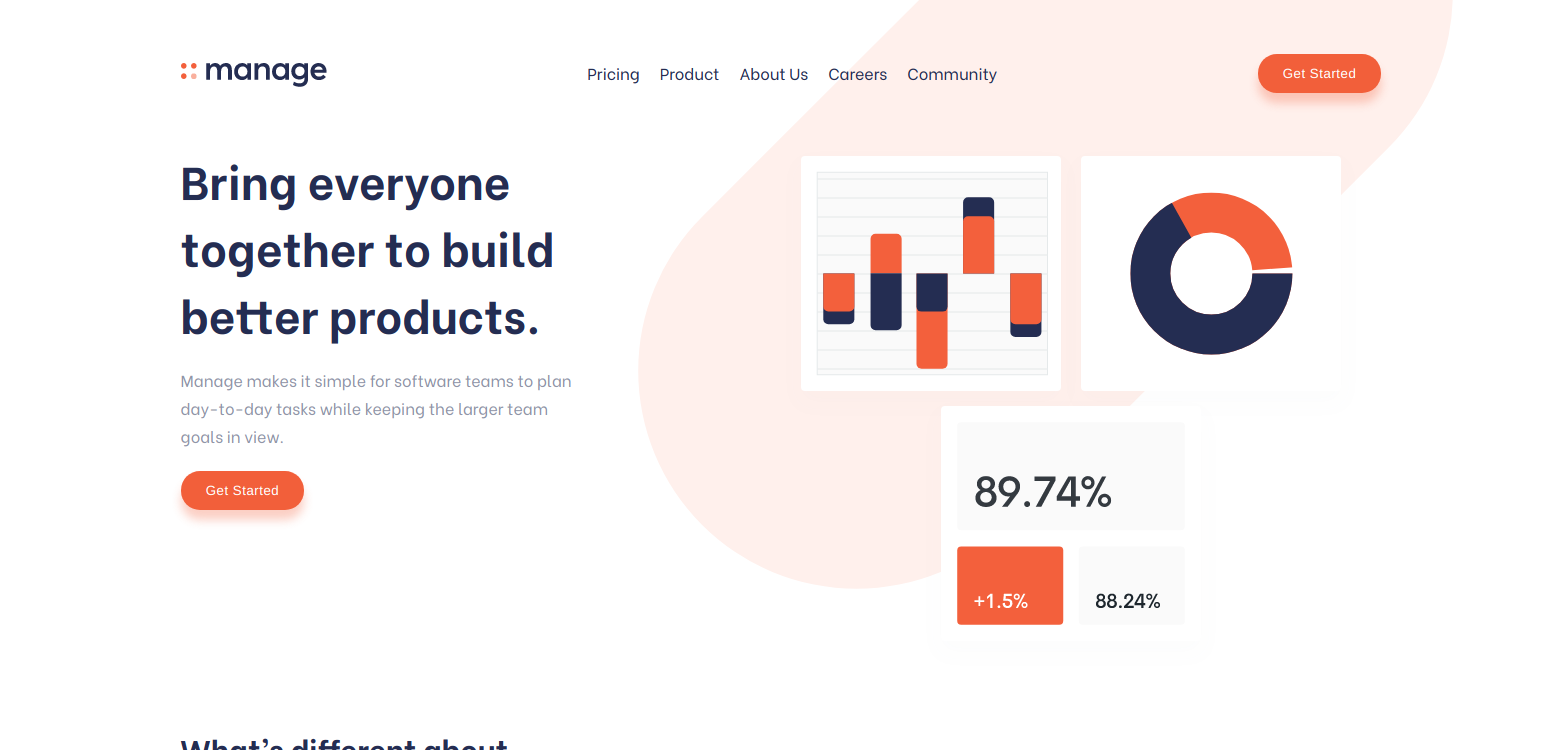 manage
Pricing Product About Us Careers Community
Get Started
Bring everyone
together to build
better products.
Manage makes it simple for software teams to plan
day-to-day tasks while keeping the larger team
goals in view.
Get Started
89.74%
+1.5%
88.24%
What's different about